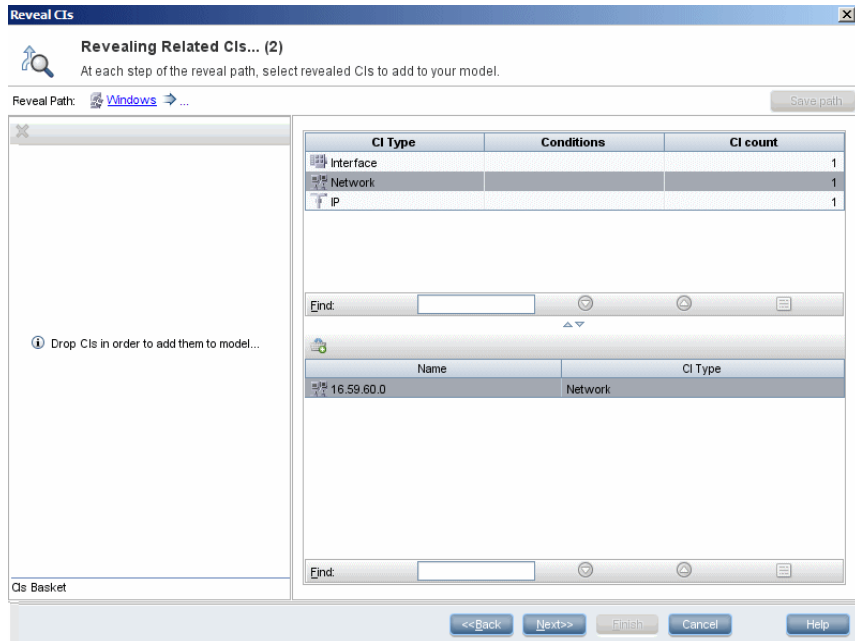 Reveal CIs
Revealing Related CIs... (2)
At each step of the reveal path, select revealed CIs to add to your model.
Reveal Path: Windows ...
Save path
CI Type Conditions CI count
Interface 1
Network 1
IP 1
Find:
Drop CIs in order to add them to model...
Name CI Type
16.59.60.0 Network
Find:
CIs Basket
<<Back Next>> Finish Cancel Help